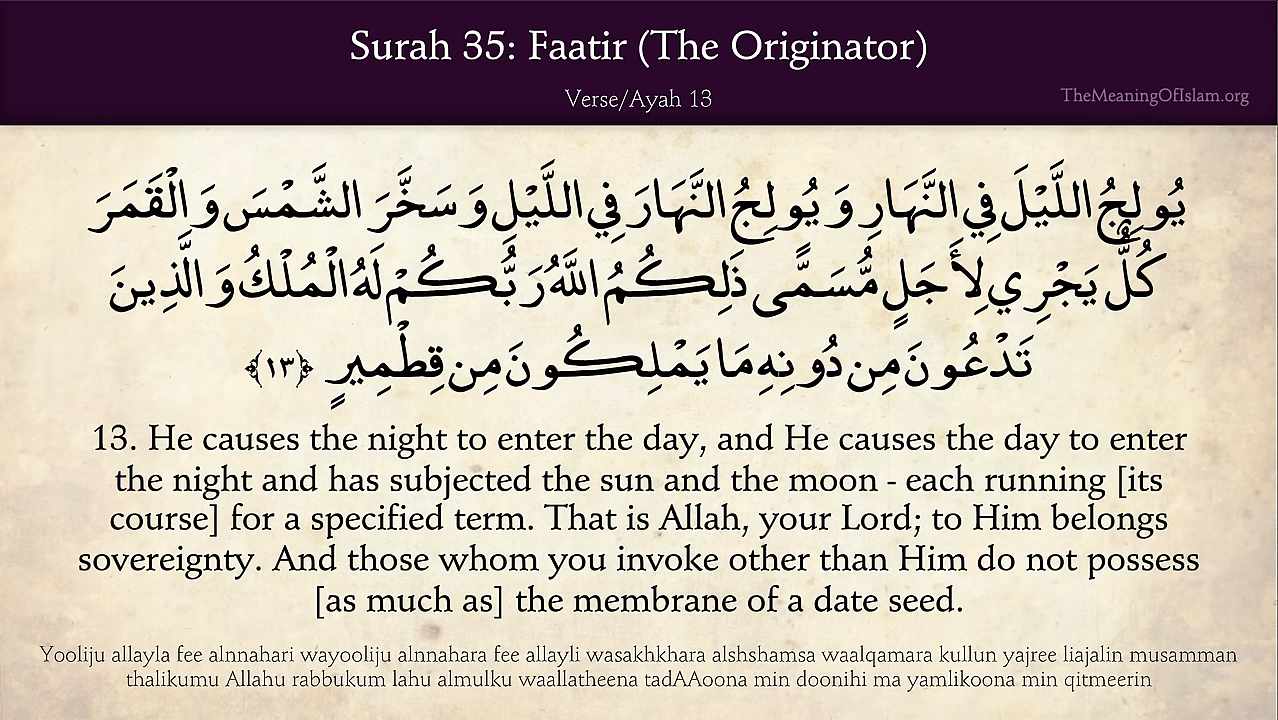 Surah 35: Faatir (The Originator)
Verse/Ayah 13
TheMeaningOfIslam.org
يُولِجُ اللَّيْلَ فِي النَّهَارِ وَيُولِجُ النَّهَارَ فِي اللَّيْلِ وَسَخَّرَ الشَّمْسَ وَالْقَمَرَ
كُلٌّ يَجْرِي لِأَجَلٍ مُّسَمًّى ذَلِكُمُ اللَّهُ رَبُّكُمْ لَهُ الْمُلْكُ وَالَّذِينَ
تَدْعُونَ مِن دُونِهِ مَا يَمْلِكُونَ مِن قِطْمِيرٍ ﴿١٣﴾
13. He causes the night to enter the day, and He causes the day to enter
the night and has subjected the sun and the moon - each running [its
course] for a specified term. That is Allah, your Lord; to Him belongs
sovereignty. And those whom you invoke other than Him do not possess
[as much as] the membrane of a date seed.
Yooliju allayla fee alnnahari wayooliju alnnahara fee allayli wasakhkhara alshshamsa waalqamara kullun yajree liajalin musamman
thalikumu Allahu rabbukum lahu almulku waallatheena tadAAoona min doonihi ma yamlikoona min qitmeerin